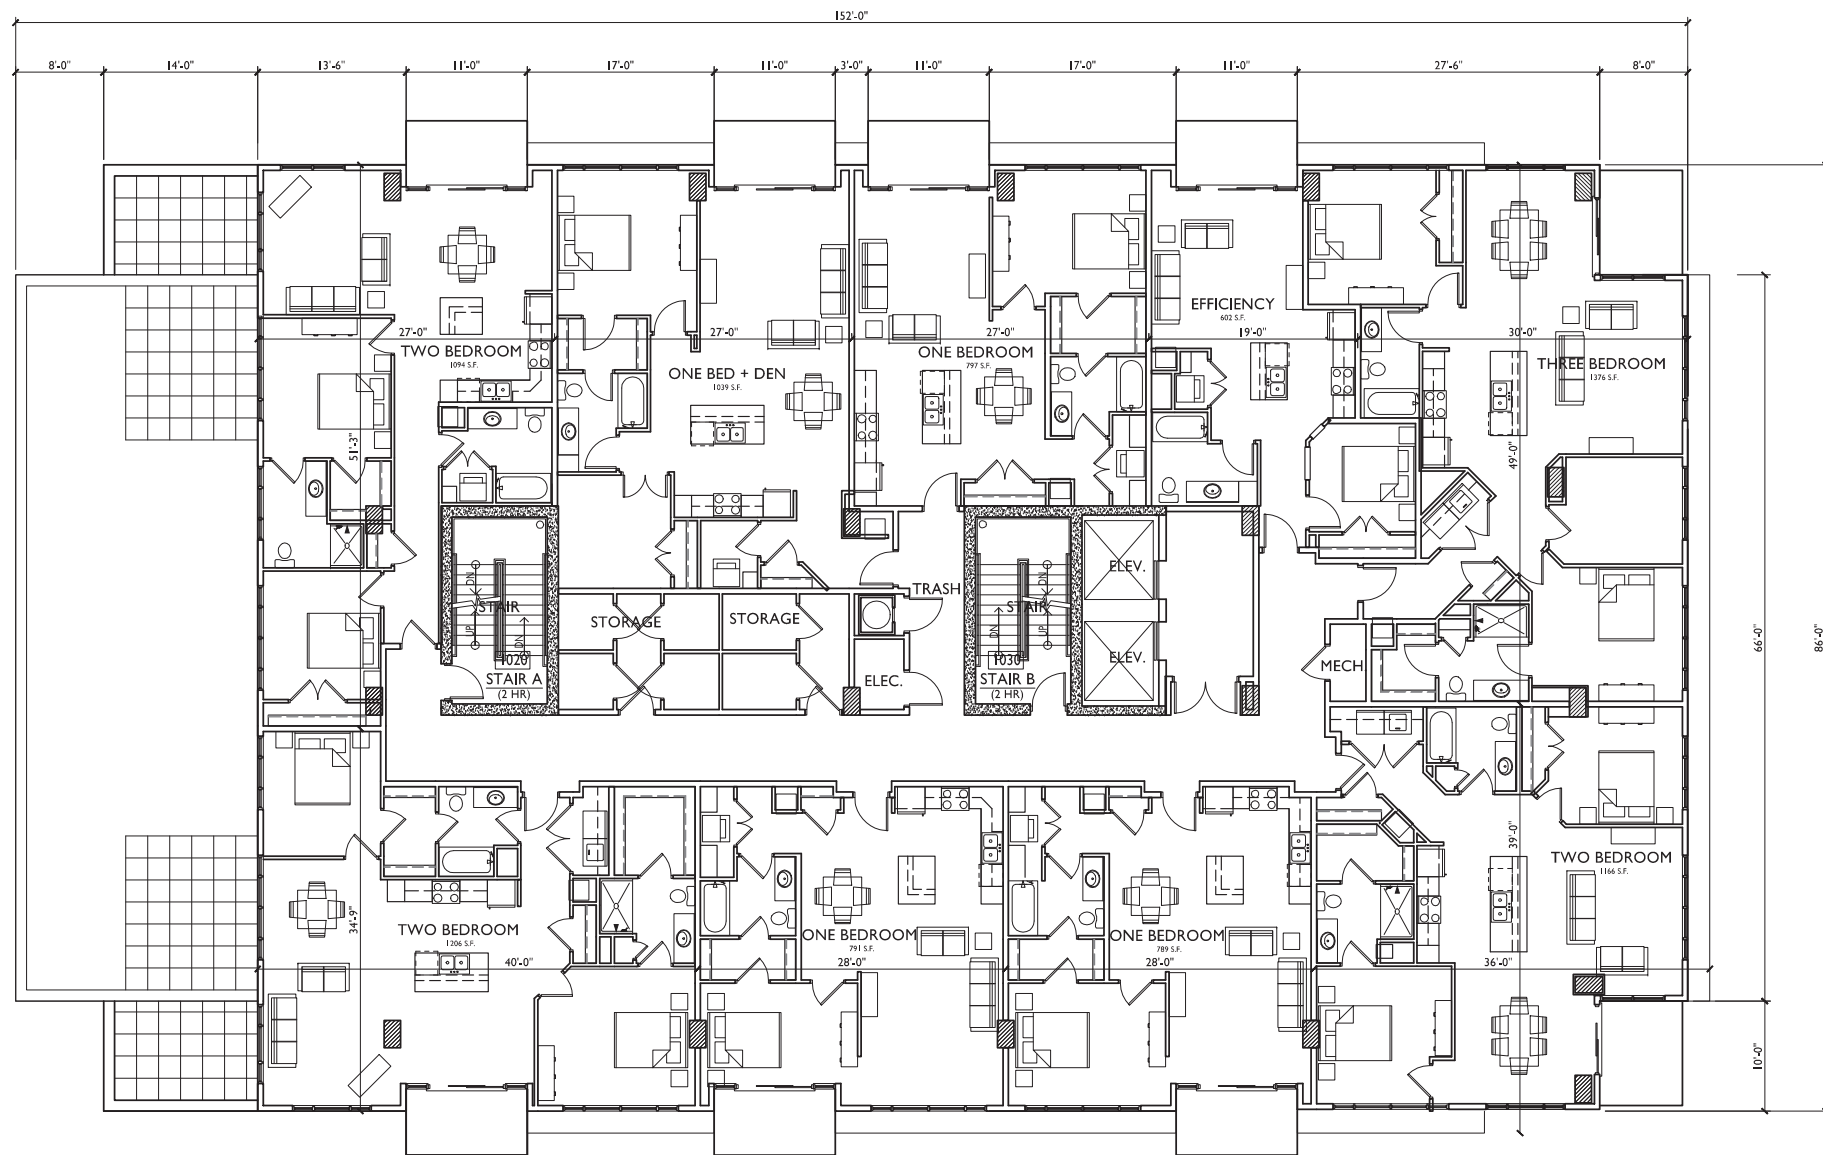 152'-0"
8'-0"
14'-0"
13'-6"
11'-0"
17'-0"
11'-0"
3'-0"
11'-0"
17'-0"
11'-0"
27'-6"
8'-0"
EFFICIENCY
602 S.F.
27'-0"
27'-0"
27'-0"
19'-0"
30'-0"
TWO BEDROOM
1094 S.F.
ONE BED + DEN
1039 S.F.
ONE BEDROOM
797 S.F.
THREE BEDROOM
1376 S.F.
51'-3"
49'-0"
DN
STAIR
UP
DN
1020
STAIR A
(2 HR)
STORAGE
STORAGE
TRASH
ELEC.
DN
STAIR
DN
UP
1030
STAIR B
(2 HR)
ELEV.
ELEV.
MECH
66'-0"
86'-0"
39'-0"
TWO BEDROOM
1166 S.F.
34'-9"
TWO BEDROOM
1206 S.F.
ONE BEDROOM
791 S.F.
ONE BEDROOM
789 S.F.
40'-0"
28'-0"
28'-0"
36'-0"
10'-0"